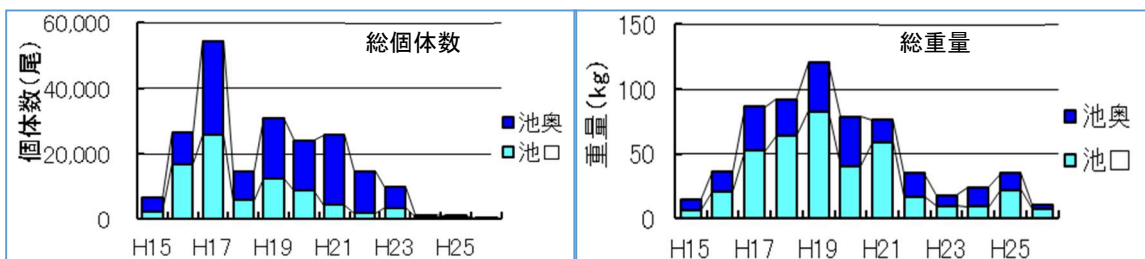 総個体数
個体数(尾)
60,000
40,000
20,000
0
H15 H17 H19 H21 H23 H25
池奥
池口
総重量
重量(kg)
150
100
50
0
H15 H17 H19 H21 H23 H25
池奥
池口